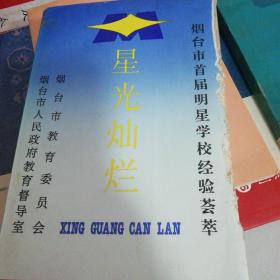 烟台市首届明星学校经验荟萃
星光灿烂
XING GUANG CAN LAN
烟台市教育委员会
烟台市人民政府教育督导室